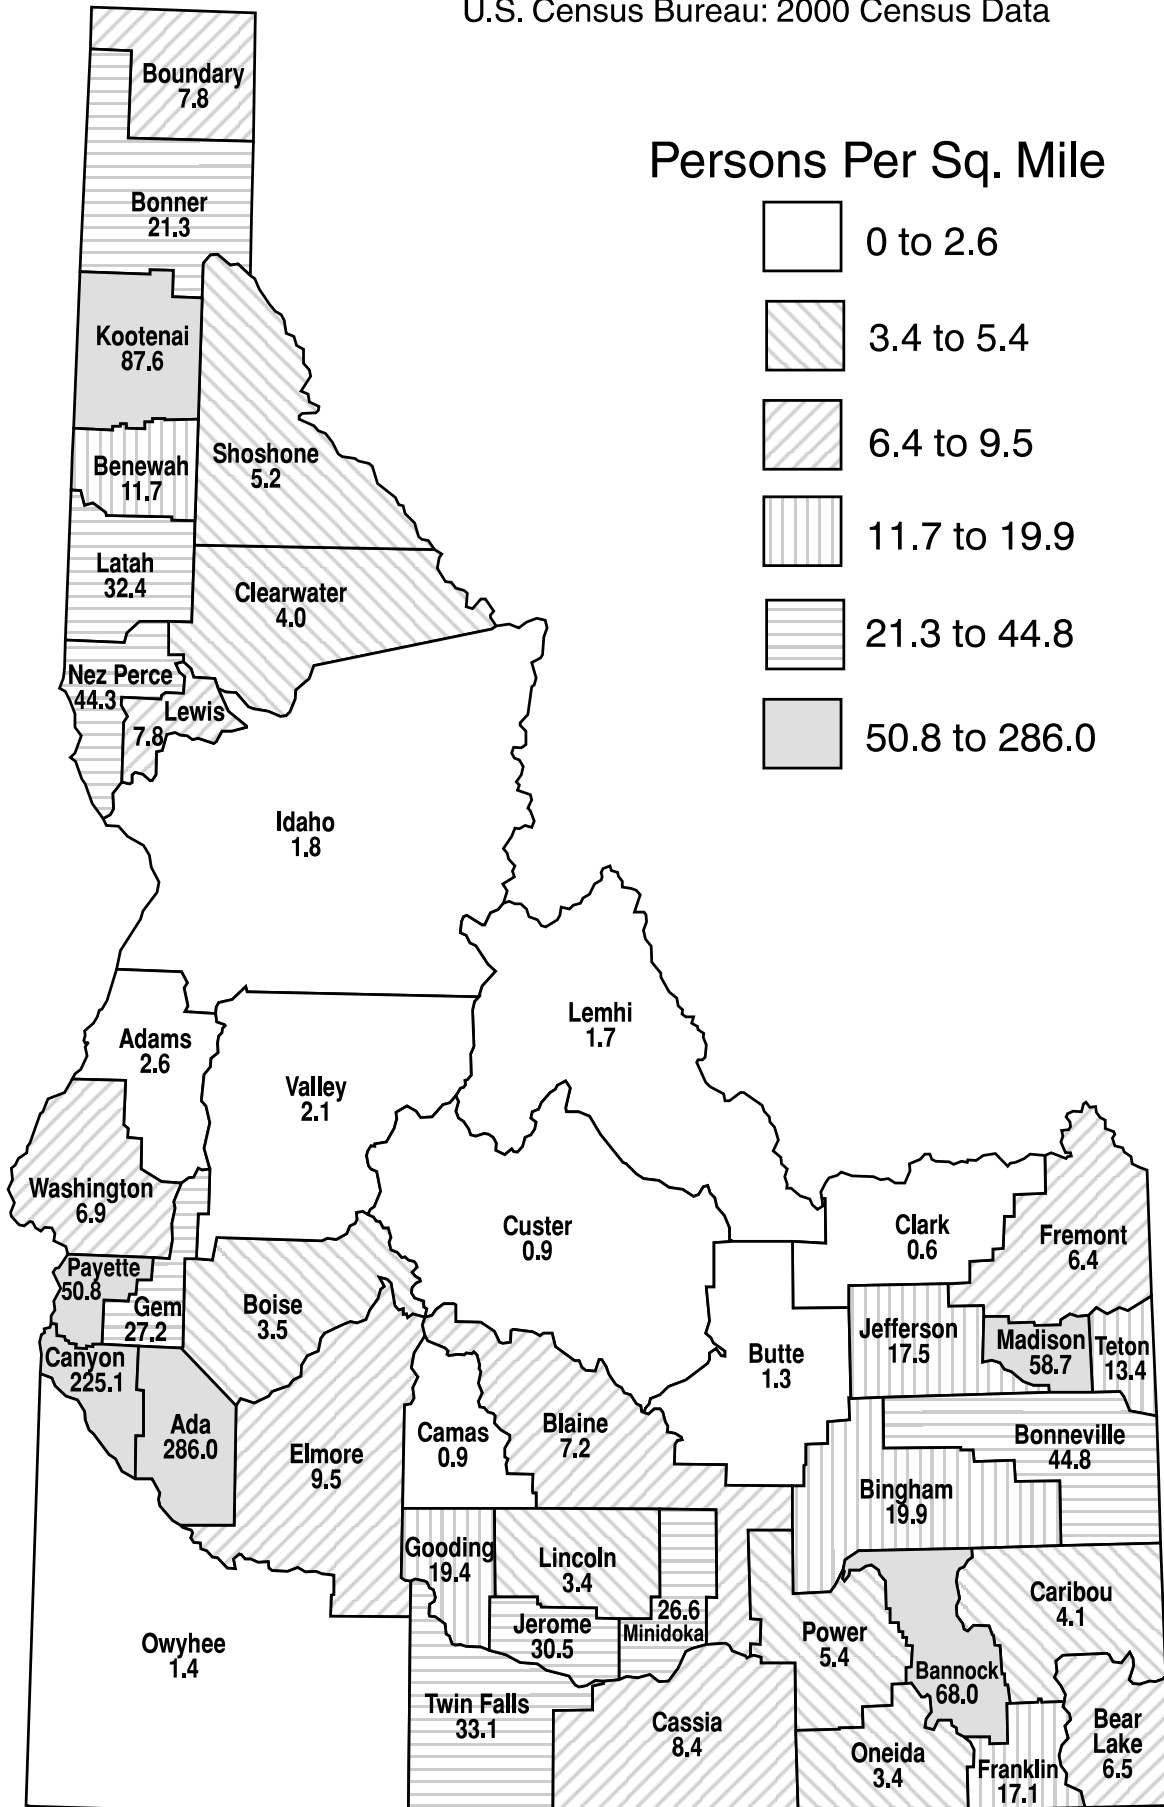 U.S. Census Bureau: 2000 Census Data
Persons Per Sq. Mile
0 to 2.6
3.4 to 5.4
6.4 to 9.5
11.7 to 19.9
21.3 to 44.8
50.8 to 286.0
Boundary
7.8
Bonner
21.3
Kootenai
87.6
Benewah
11.7
Shoshone
5.2
Latah
32.4
Clearwater
4.0
Nez Perce
44.3
Lewis
7.8
Idaho
1.8
Lemhi
1.7
Adams
2.6
Valley
2.1
Washington
6.9
Custer
0.9
Clark
0.6
Fremont
6.4
Payette
50.8
Gem
27.2
Boise
3.5
Jefferson
17.5
Madison
58.7
Teton
13.4
Canyon
225.1
Butte
1.3
Ada
286.0
Elmore
9.5
Camas
0.9
Blaine
7.2
Bonneville
44.8
Bingham
19.9
Gooding
19.4
Lincoln
3.4
26.6
Minidoka
Jerome
30.5
Caribou
4.1
Owyhee
1.4
Power
5.4
Bannock
68.0
Twin Falls
33.1
Cassia
8.4
Oneida
3.4
Franklin
17.1
Bear
Lake
6.5